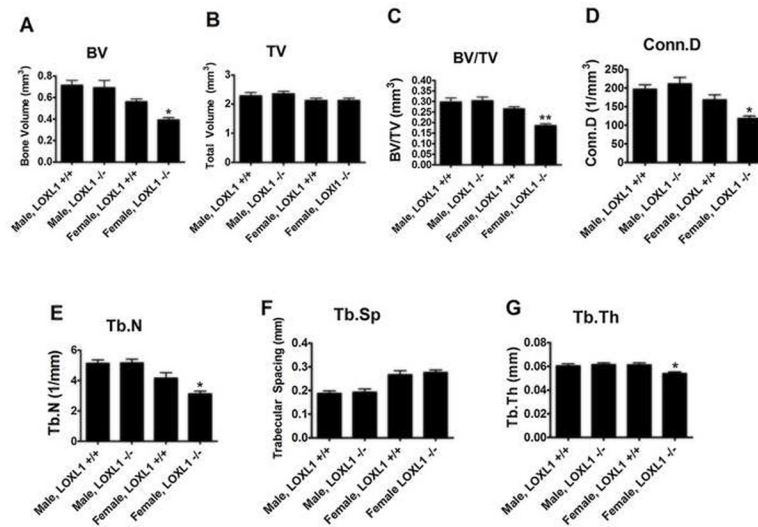 A
BV
Bone Volume (mm³)
0.8
0.6
0.4
0.2
0.0
*
Male, LOXL1 +/+
Male, LOXL1 -/-
Female, LOXL1 +/+
Female, LOXL1 -/-
B
TV
Total Volume (mm³)
3
2
1
0
Male, LOXL1 +/+
Male, LOXL1 -/-
Female, LOXL1 +/+
Female, LOXl1 -/-
C
BV/TV
BV/TV (mm³)
0.40
0.35
0.30
0.25
0.20
0.15
0.10
0.05
0.00
**
Male, LOXL1 +/+
Male, LOXL1 -/-
Female, LOXL1 +/+
Female, LOXL1 -/-
D
Conn.D
Conn.D (1/mm³)
250
200
150
100
50
0
*
Male, LOXL1 +/+
Male, LOXL1 -/-
Female, LOXL +/+
Female, LOXL1 -/-
E
Tb.N
Tb.N (1/mm)
6
4
2
0
*
Male, LOXL1 +/+
Male, LOXL1 -/-
Female, LOXL1 +/+
Female, LOXL1 -/-
F
Tb.Sp
Trabecular Spacing (mm)
0.4
0.3
0.2
0.1
0.0
Male, LOXL1 +/+
Male, LOXL1 -/-
Female, LOXL1 +/+
Female LOXL1 -/-
G
Tb.Th
Tb.Th (mm)
0.08
0.06
0.04
0.02
0.00
*
Male, LOXL1 +/+
Male, LOXL1 -/-
Female, LOXL1 +/+
Female, LOXL1 -/-